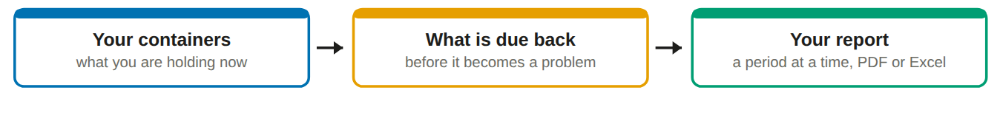 Your containers
what you are holding now
What is due back
before it becomes a problem
Your report
a period at a time, PDF or Excel